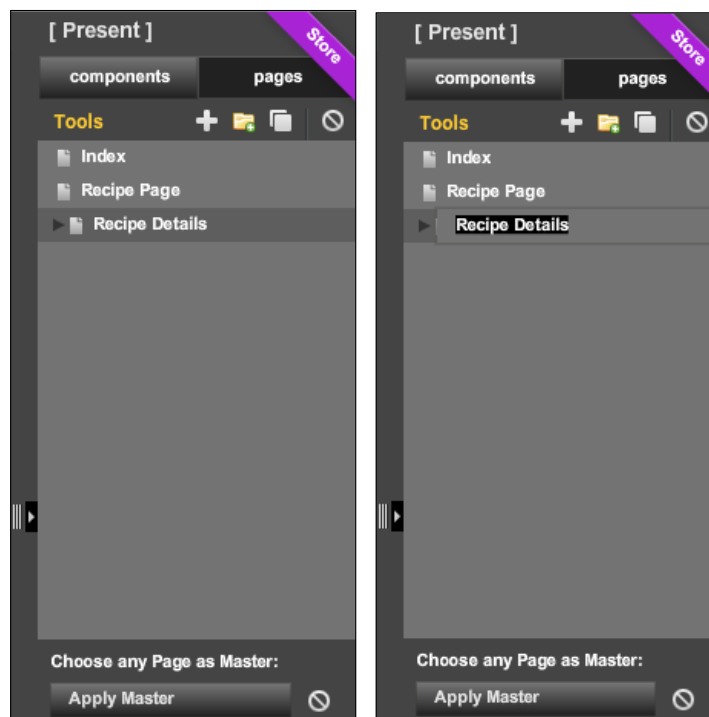 [ Present ]
Store
components pages
Tools
Index
Recipe Page
Recipe Details
Choose any Page as Master:
Apply Master
[ Present ]
Store
components pages
Tools
Index
Recipe Page
Recipe Details
Choose any Page as Master:
Apply Master